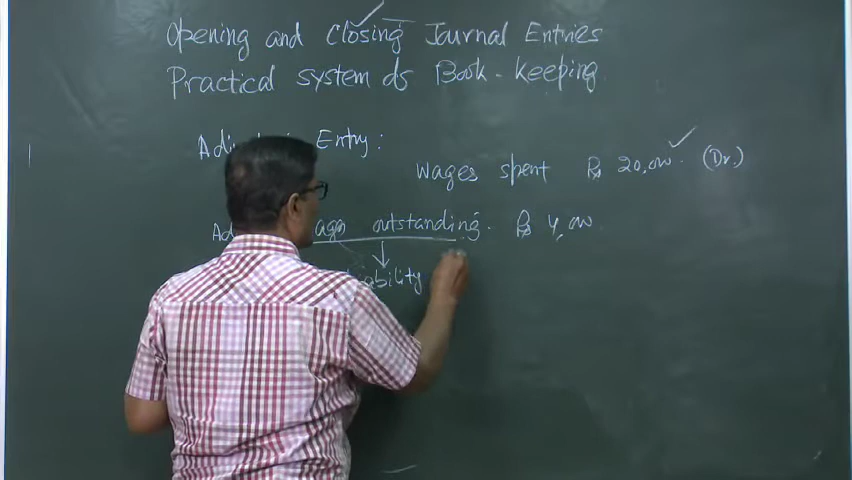 Opening and Closing Journal Entries
Practical system of Book-keeping
Entry:
wages spent Rs 20,000. (Dr.)
outstanding. Rs 4,000
liability